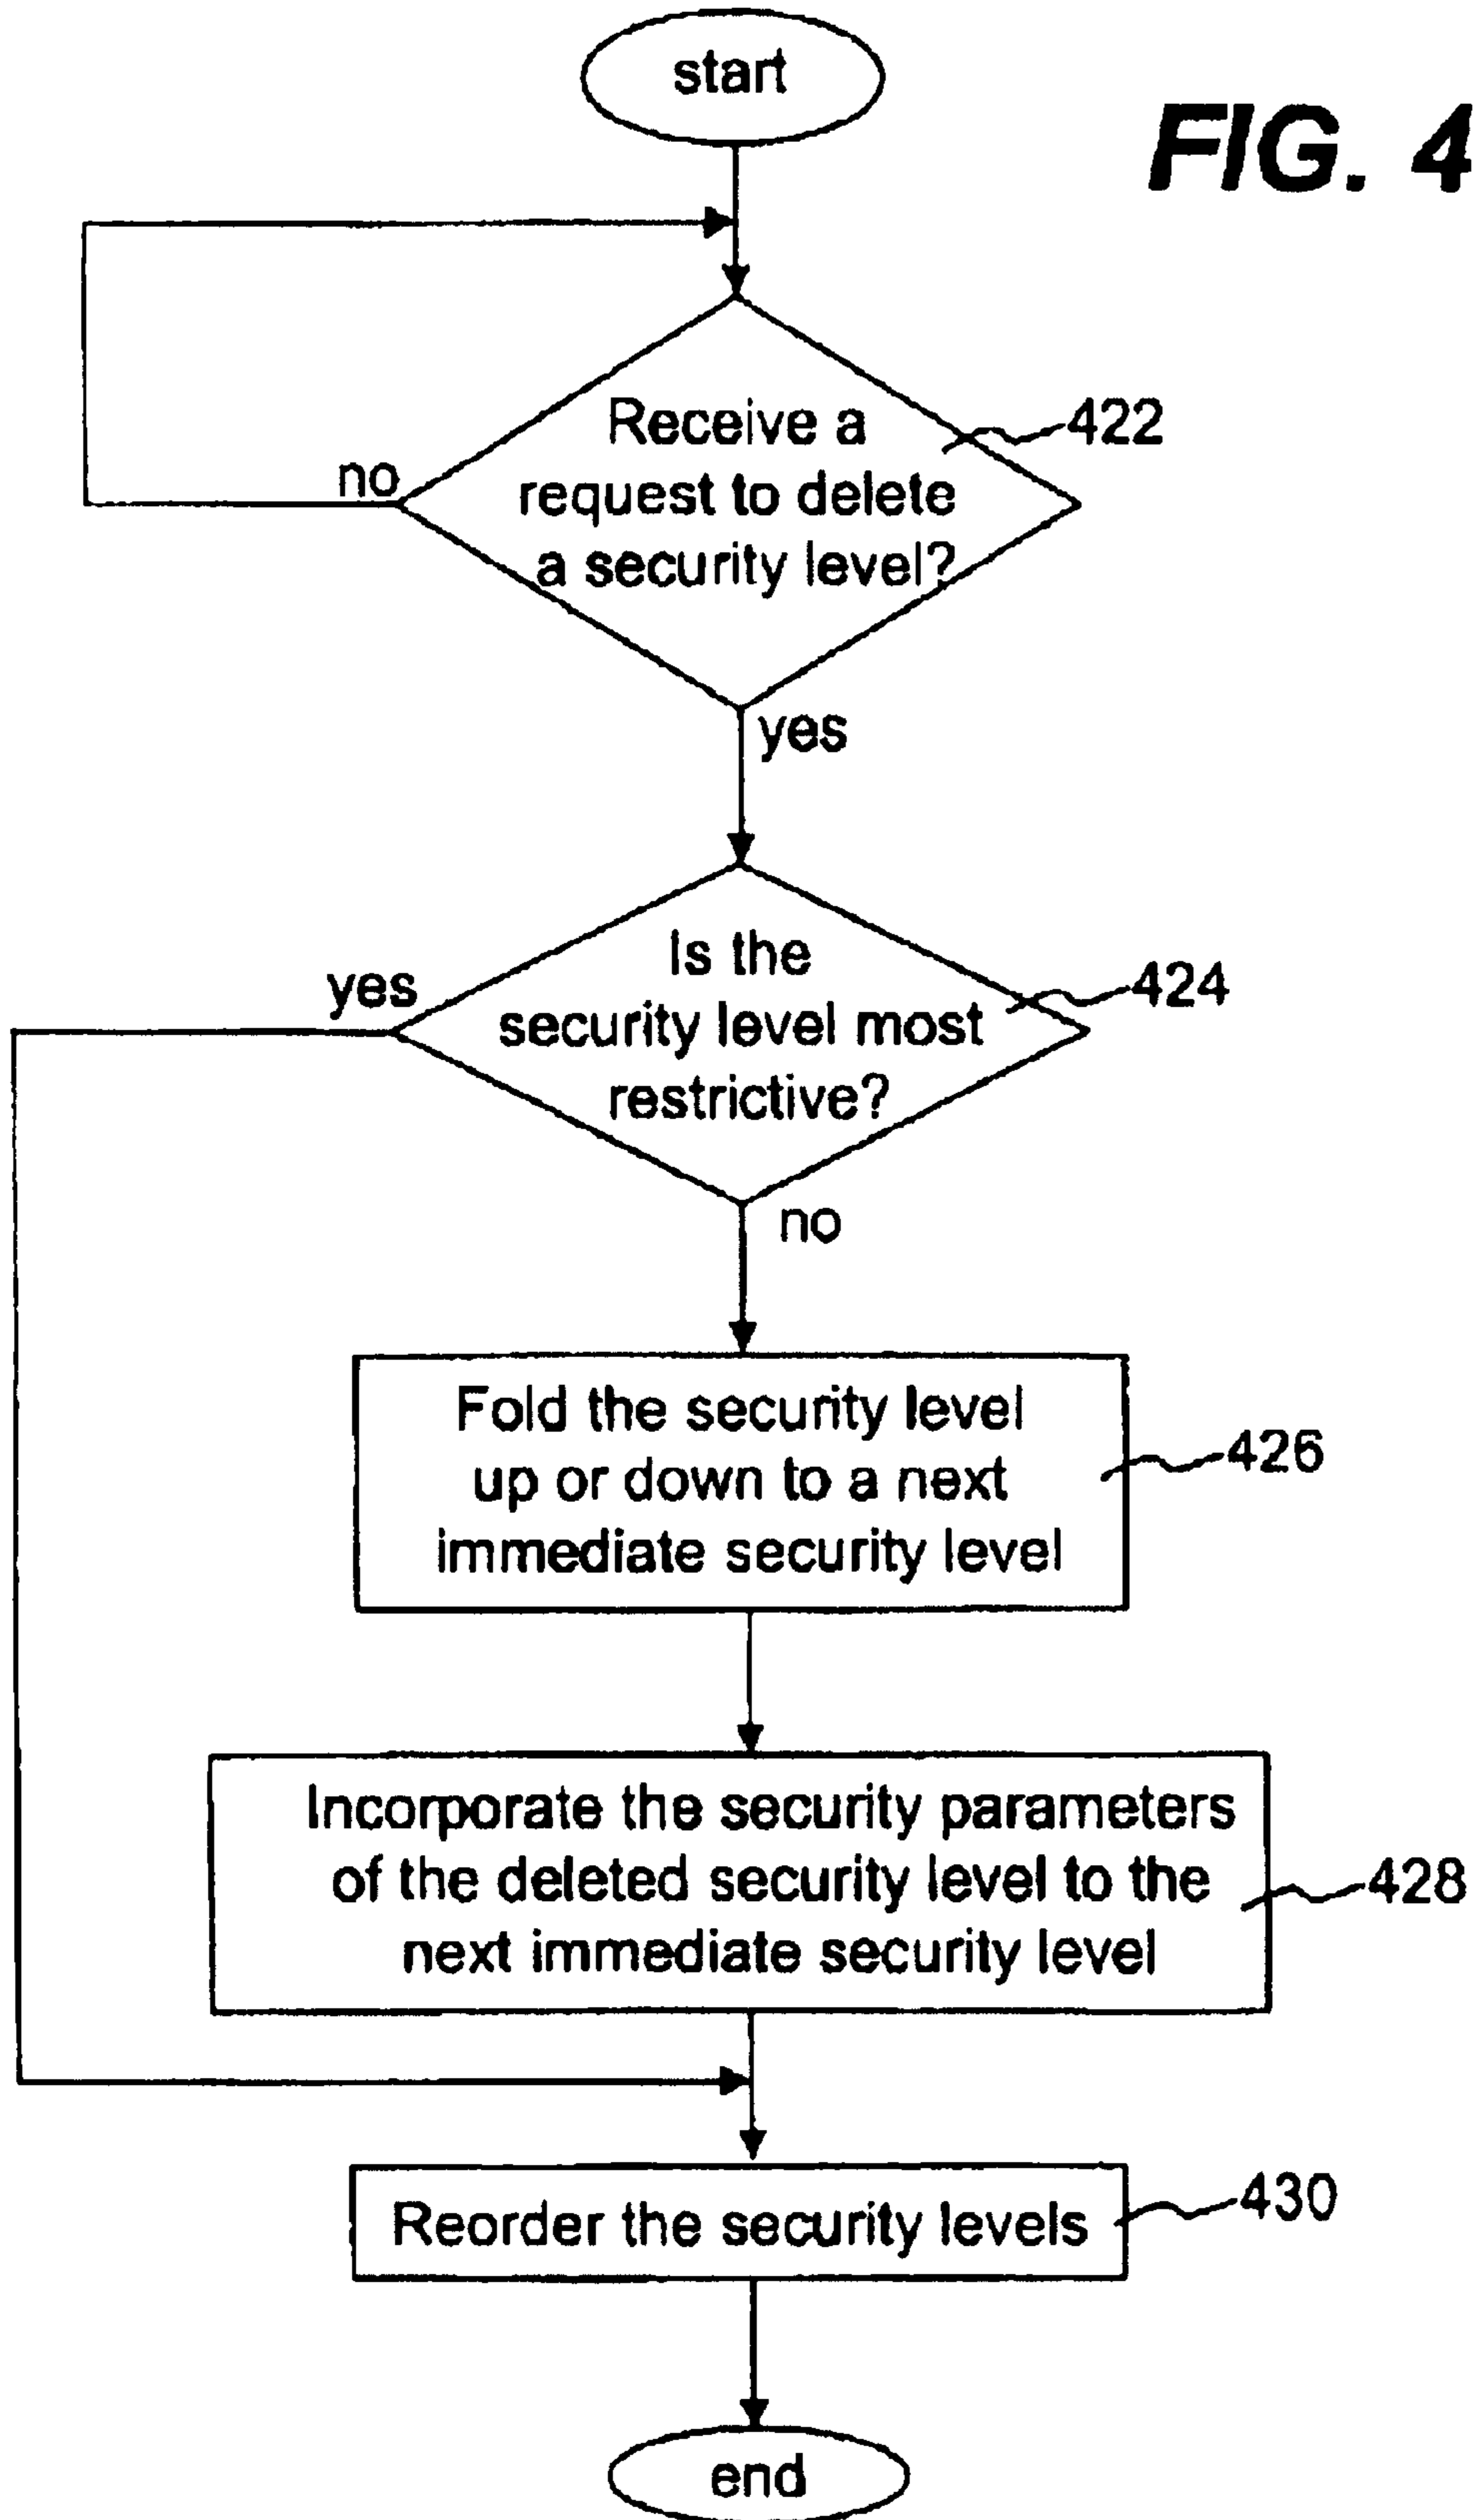 start
FIG. 4
Receive a
request to delete
a security level?
422
no
yes
Is the
security level most
restrictive?
424
yes
no
Fold the security level
up or down to a next
immediate security level
426
Incorporate the security parameters
of the deleted security level to the
next immediate security level
428
Reorder the security levels
430
end